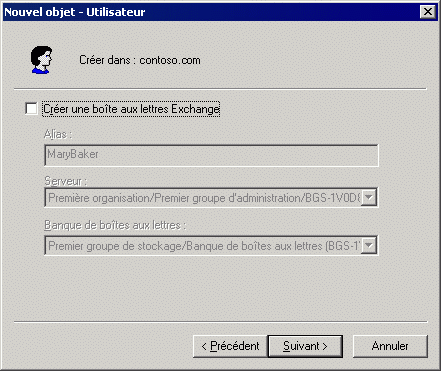 Nouvel objet - Utilisateur
Créer dans : contoso.com
Créer une boîte aux lettres Exchange
Alias :
MaryBaker
Serveur :
Première organisation/Premier groupe d'administration/BGS-1V0D
Banque de boîtes aux lettres :
Premier groupe de stockage/Banque de boîtes aux lettres (BGS-1
< Précédent
Suivant >
Annuler